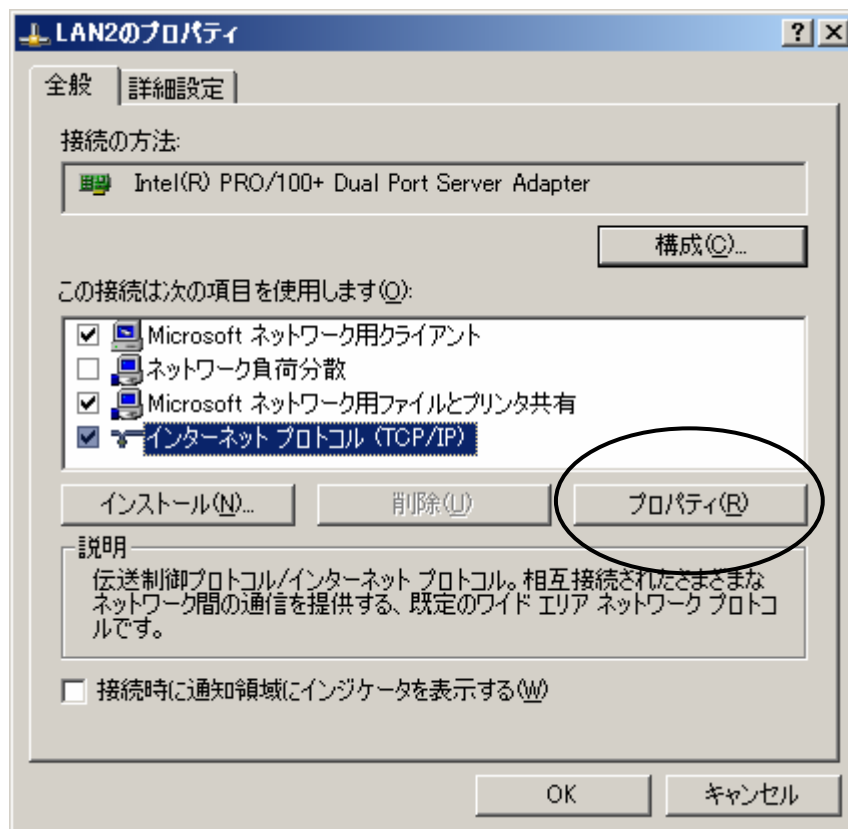 LAN2のプロパティ
全般 詳細設定
接続の方法:
Intel(R) PRO/100+ Dual Port Server Adapter
構成(C)...
この接続は次の項目を使用します(O):
Microsoft ネットワーク用クライアント
ネットワーク負荷分散
Microsoft ネットワーク用ファイルとプリンタ共有
インターネット プロトコル (TCP/IP)
インストール(N)... 削除(U) プロパティ(R)
説明
伝送制御プロトコル/インターネット プロトコル。相互接続されたさまざまな
ネットワーク間の通信を提供する、既定のワイド エリア ネットワーク プロトコ
ルです。
接続時に通知領域にインジケータを表示する(W)
OK キャンセル